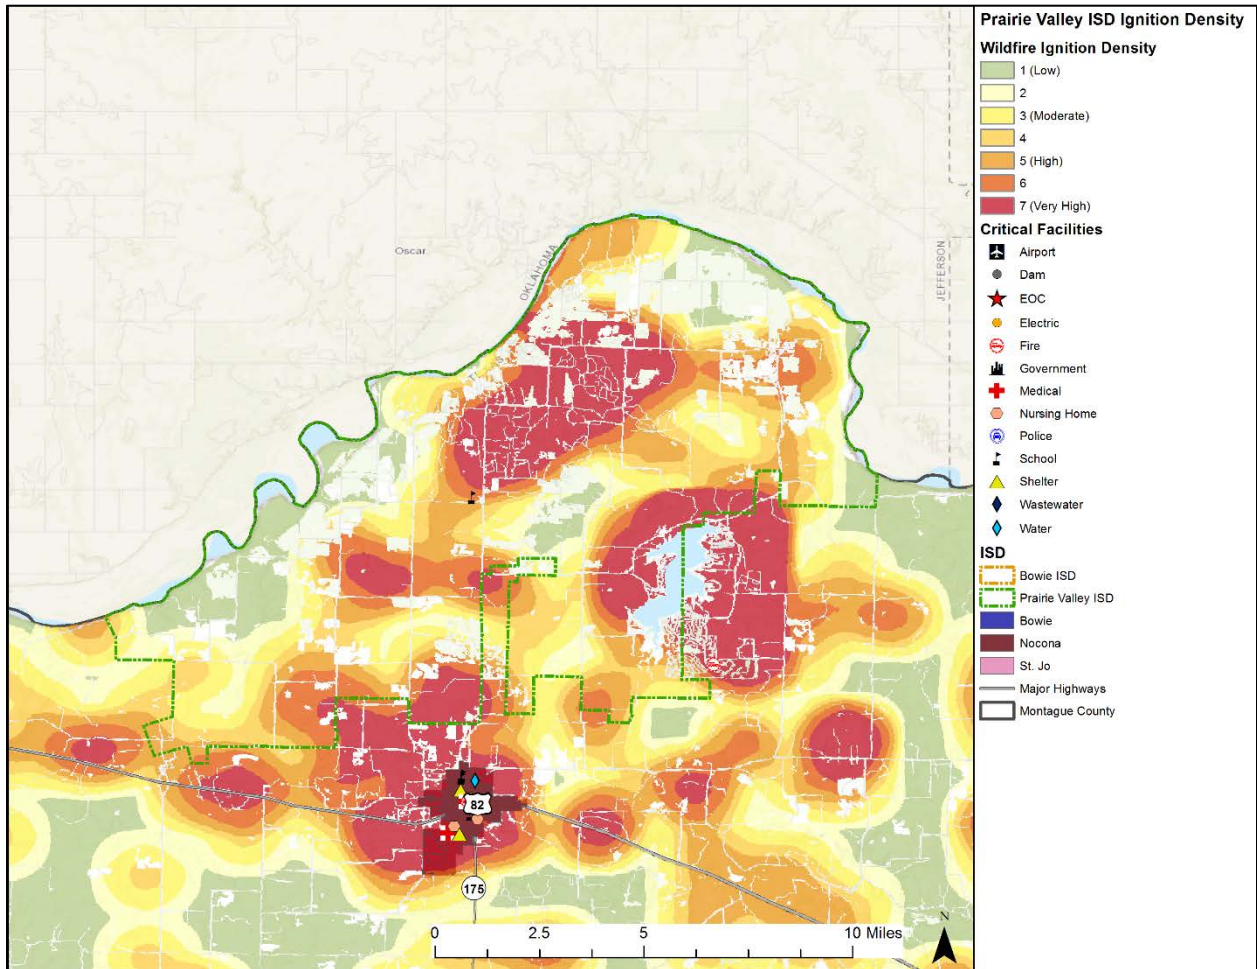 Prairie Valley ISD Ignition Density
Wildfire Ignition Density
1 (Low)
2
3 (Moderate)
4
5 (High)
6
7 (Very High)
Critical Facilities
Airport
Dam
EOC
Electric
Fire
Government
Medical
Nursing Home
Police
School
Shelter
Wastewater
Water
ISD
Bowie ISD
Prairie Valley ISD
Bowie
Nocona
St. Jo
Major Highways
Montague County
Oscar
OKLAHOMA
JEFFERSON
82
175
0 2.5 5 10 Miles
N